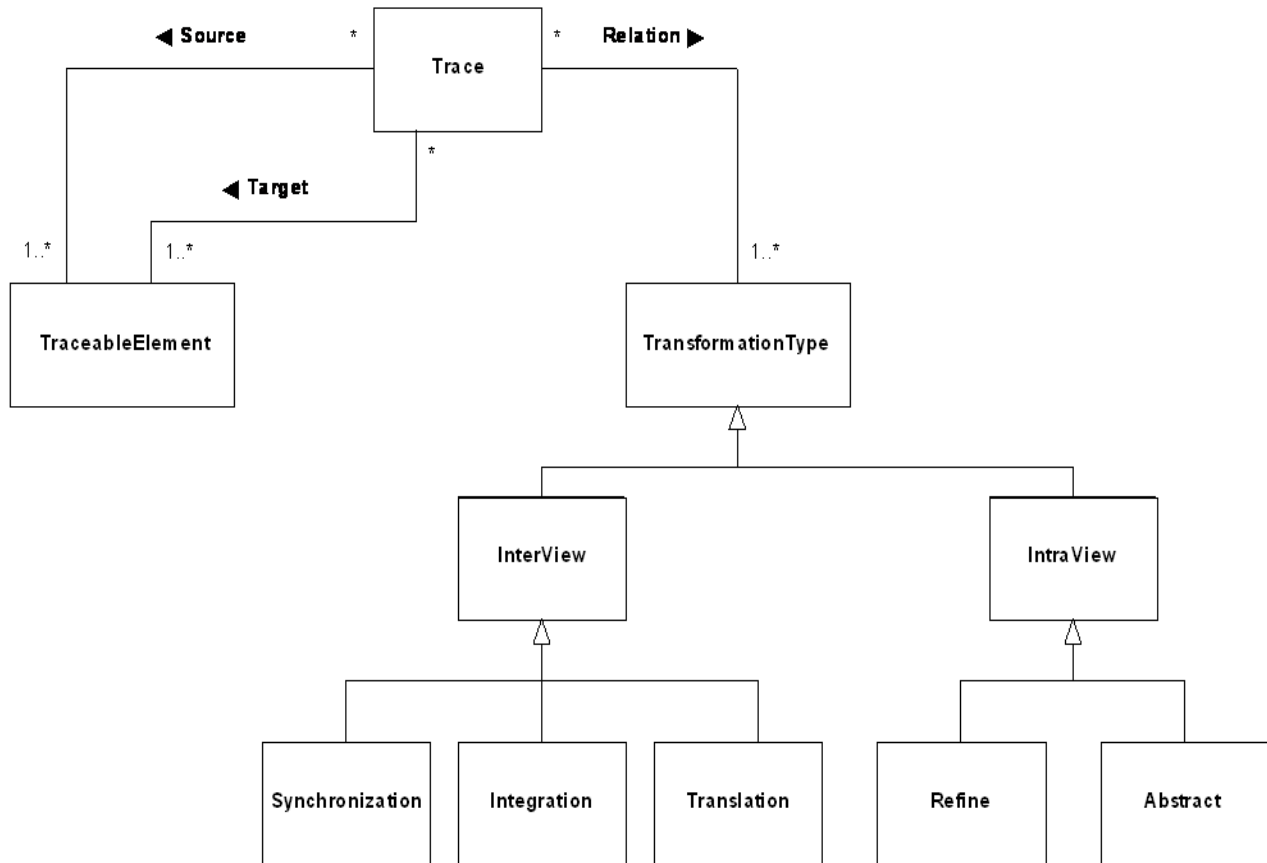 ◄ Source
*
Trace
*
Relation ►
*
◄ Target
1..*
1..*
1..*
TraceableElement
TransformationType
InterView
IntraView
Synchronization
Integration
Translation
Refine
Abstract